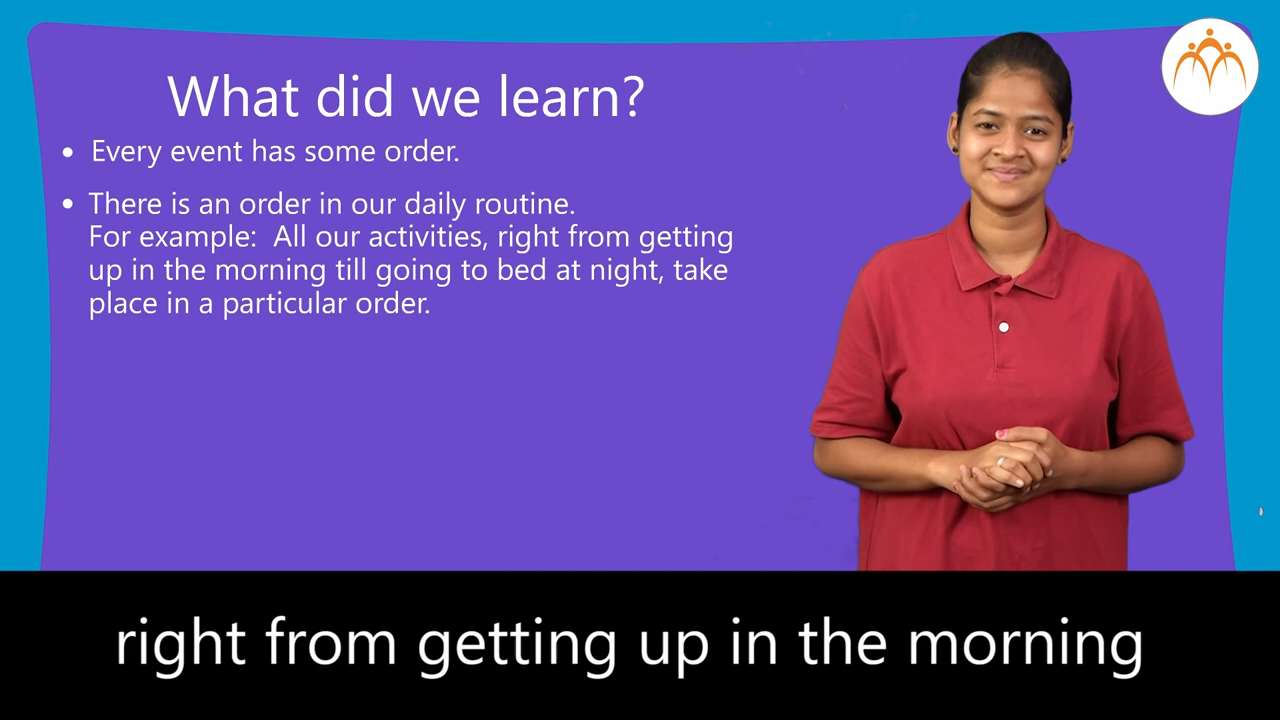 What did we learn?
• Every event has some order.
• There is an order in our daily routine.
For example:  All our activities, right from getting
up in the morning till going to bed at night, take
place in a particular order.
right from getting up in the morning